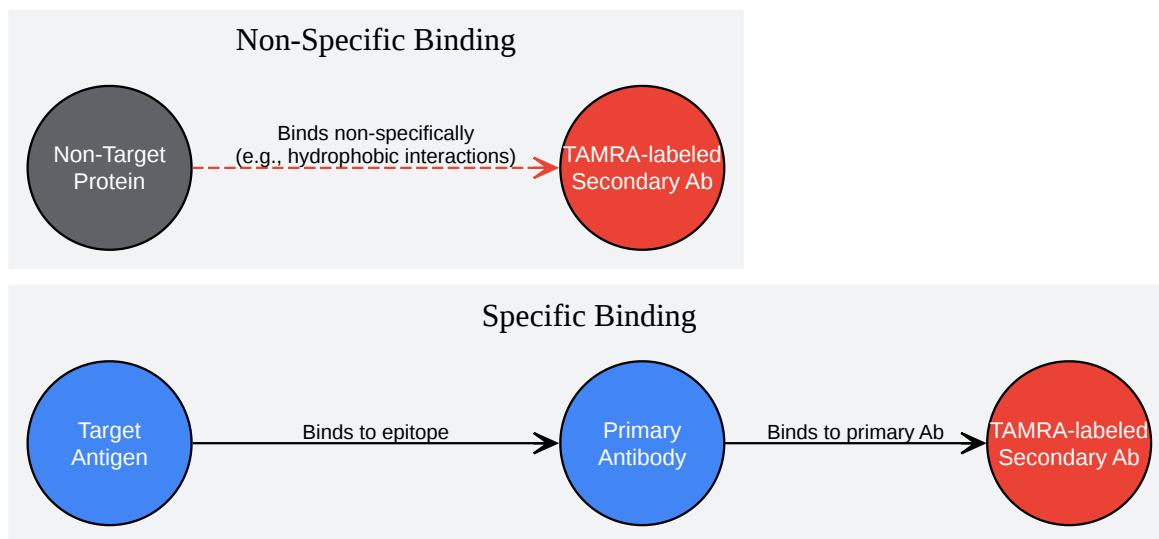 Non-Specific Binding
Non-Target
Protein
Binds non-specifically
(e.g., hydrophobic interactions)
TAMRA-labeled
Secondary Ab
Specific Binding
Target
Antigen
Binds to epitope
Primary
Antibody
Binds to primary Ab
TAMRA-labeled
Secondary Ab